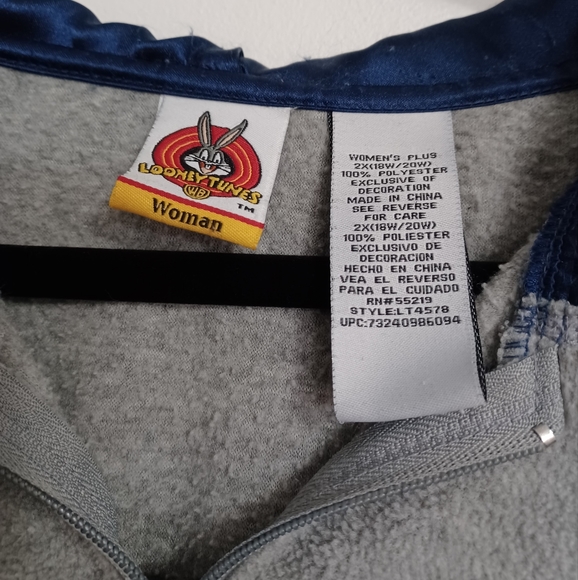 LOONEY TUNES
WB
TM
Woman
WOMEN'S PLUS
2X(18W/20W)
100% POLYESTER
EXCLUSIVE OF
DECORATION
MADE IN CHINA
SEE REVERSE
FOR CARE
2X(18W/20W)
100% POLIESTER
EXCLUSIVO DE
DECORACION
HECHO EN CHINA
VEA EL REVERSO
PARA EL CUIDADO
RN#55219
STYLE:LT4578
UPC:73240986094